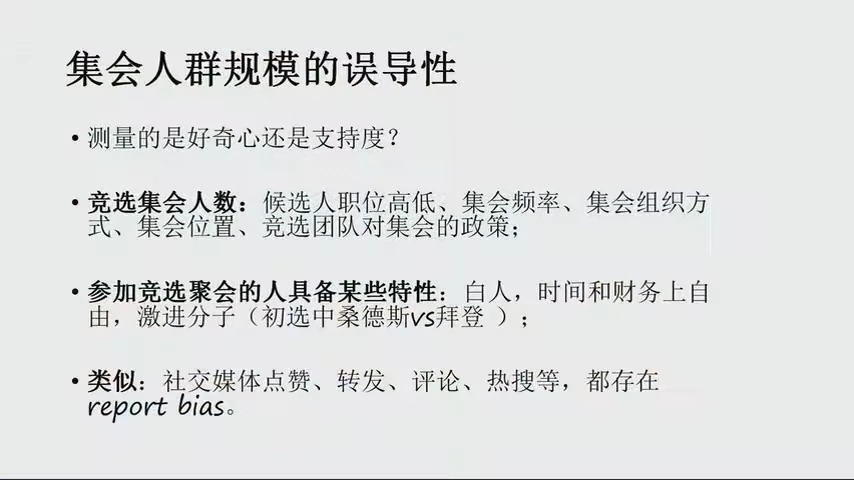 集会人群规模的误导性
• 测量的是好奇心还是支持度？
• 竞选集会人数：候选人职位高低、集会频率、集会组织方
式、集会位置、竞选团队对集会的政策；
• 参加竞选聚会的人具备某些特性：白人，时间和财务上自
由，激进分子（初选中桑德斯vs拜登 ）；
• 类似：社交媒体点赞、转发、评论、热搜等，都存在
report bias。